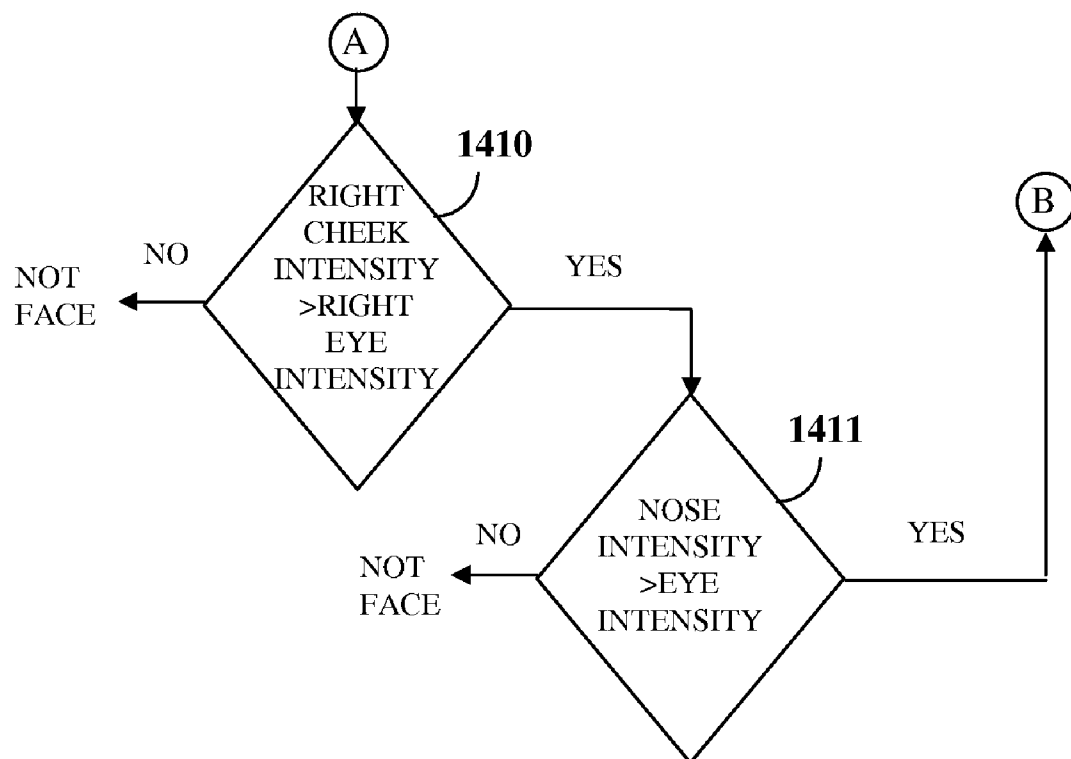 A
1410
RIGHT
CHEEK
INTENSITY
>RIGHT
EYE
INTENSITY
NO
NOT
FACE
YES
B
1411
NOSE
INTENSITY
>EYE
INTENSITY
NO
NOT
FACE
YES